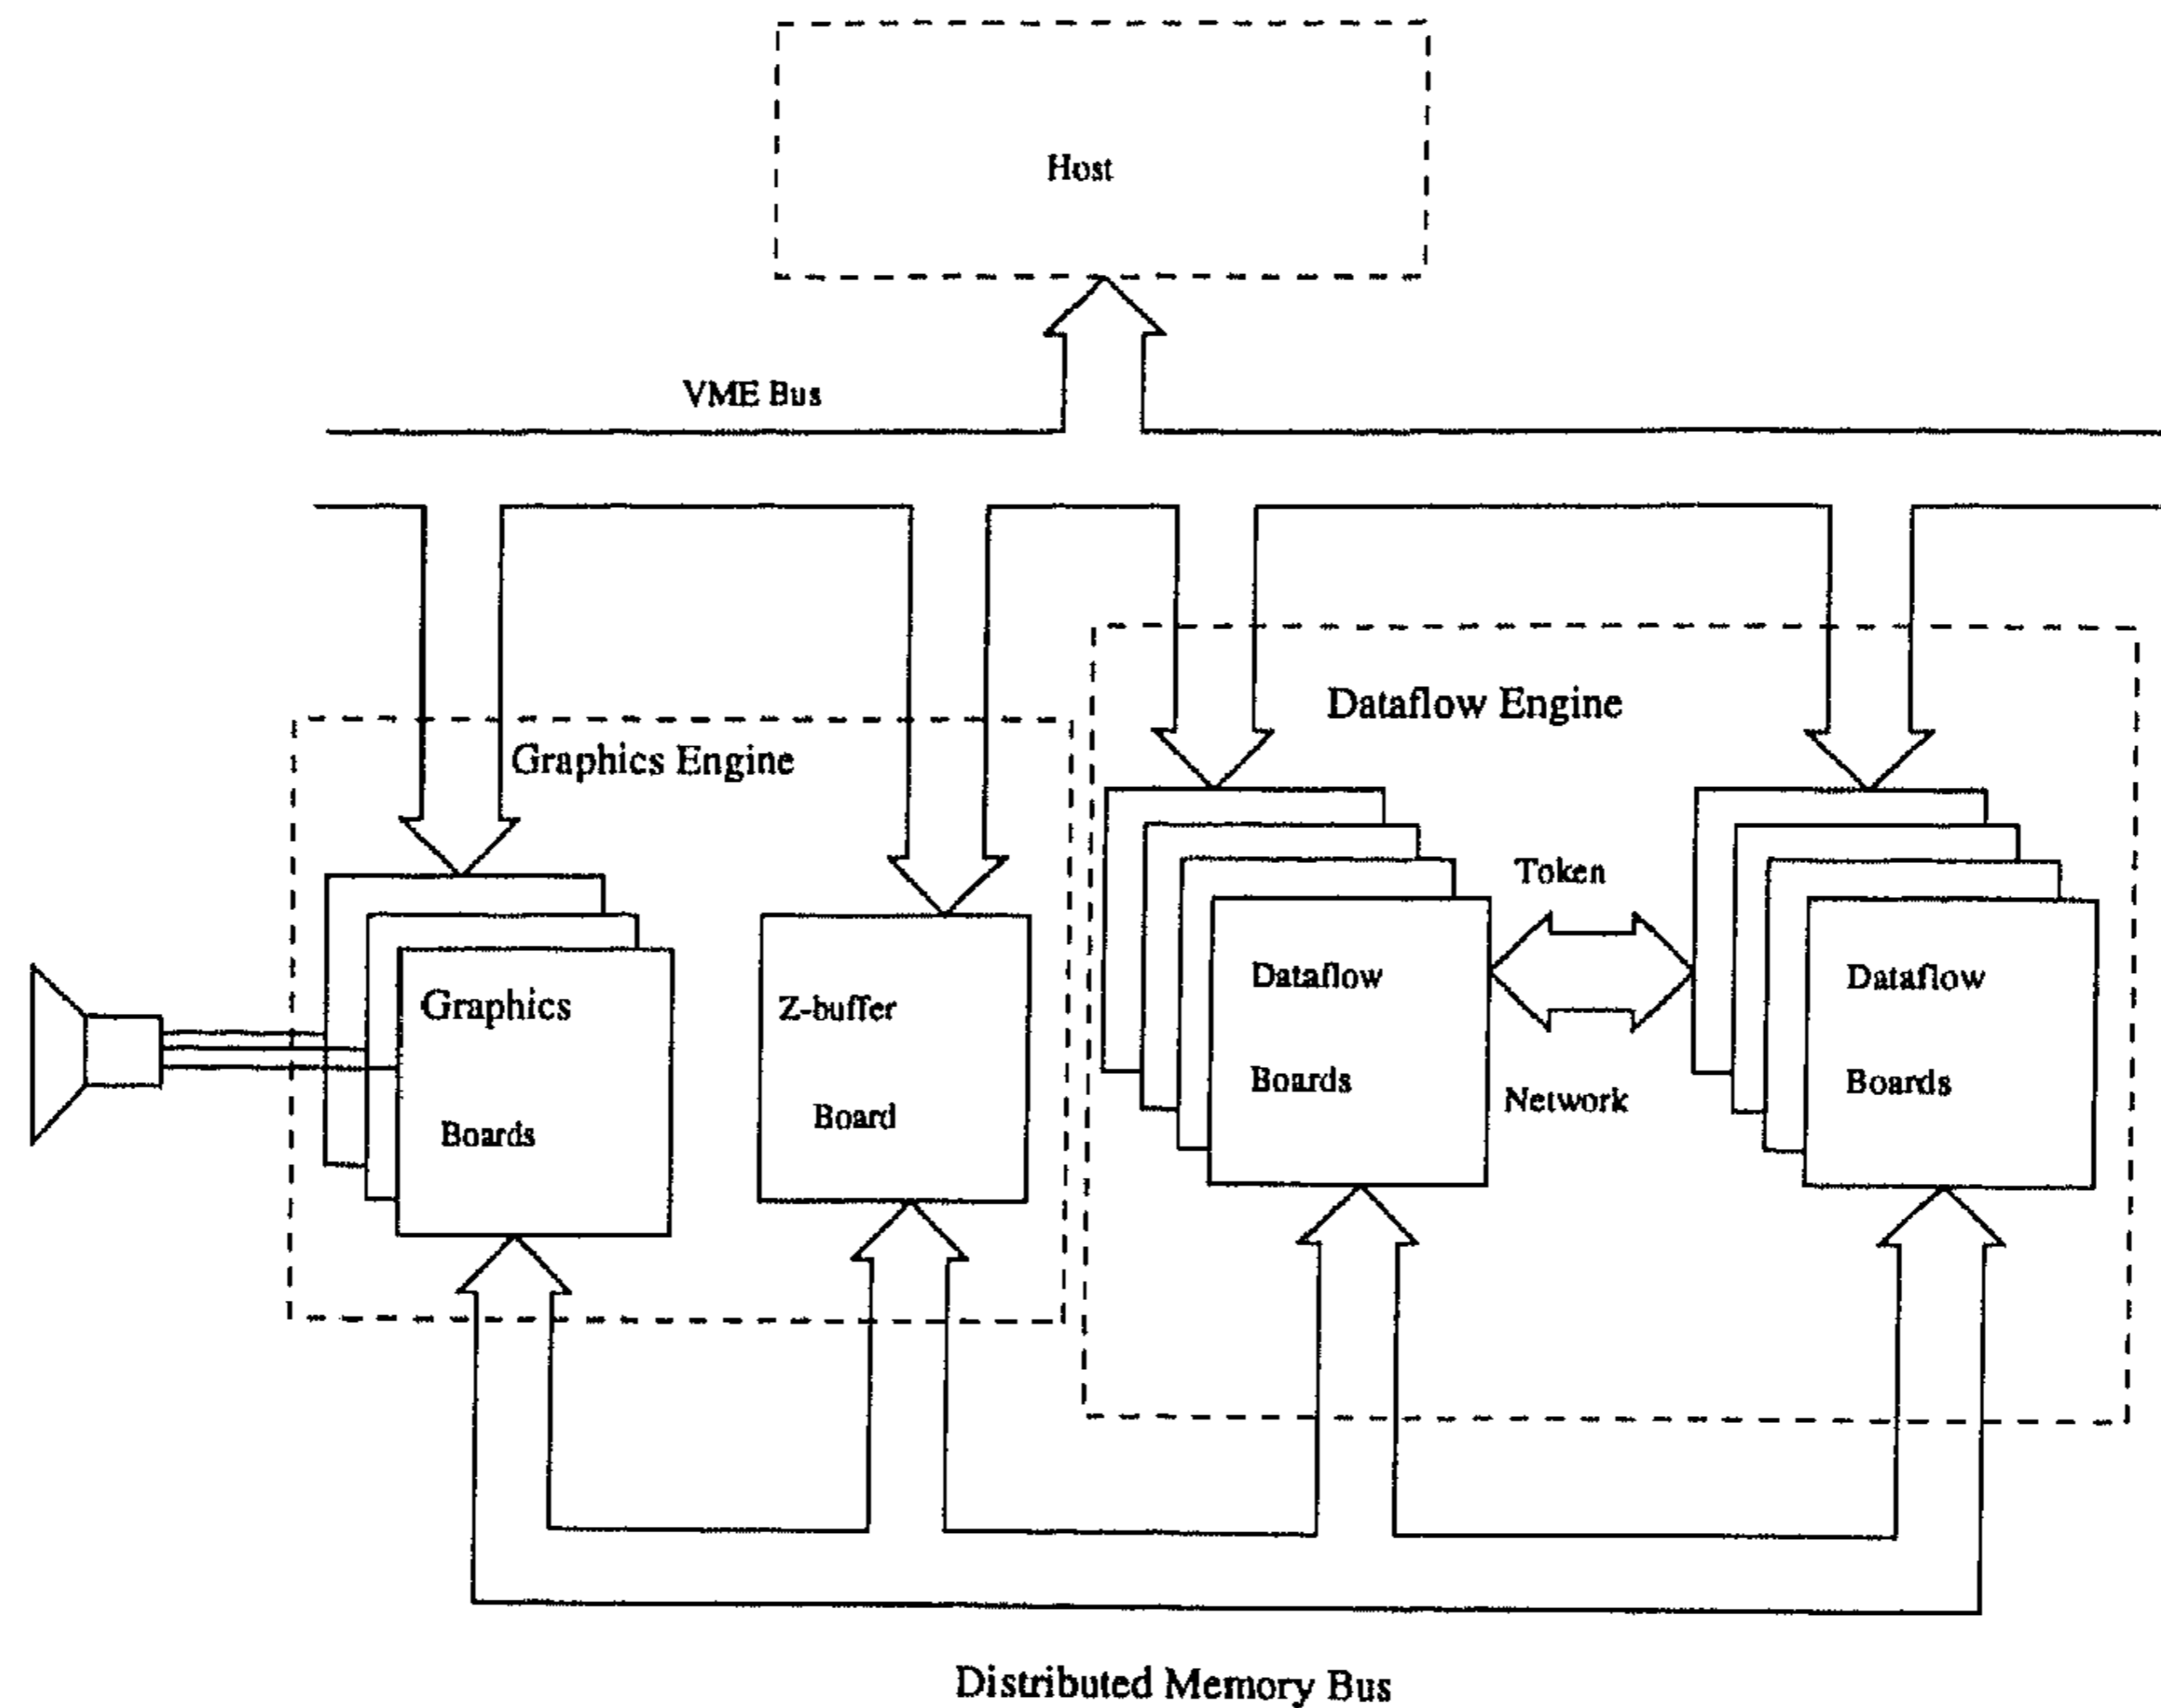 Host
VME Bus
Dataflow Engine
Graphics Engine
Token
Dataflow
Dataflow
Graphics
Z-buffer
Boards
Boards
Network
Board
Boards
Distributed Memory Bus